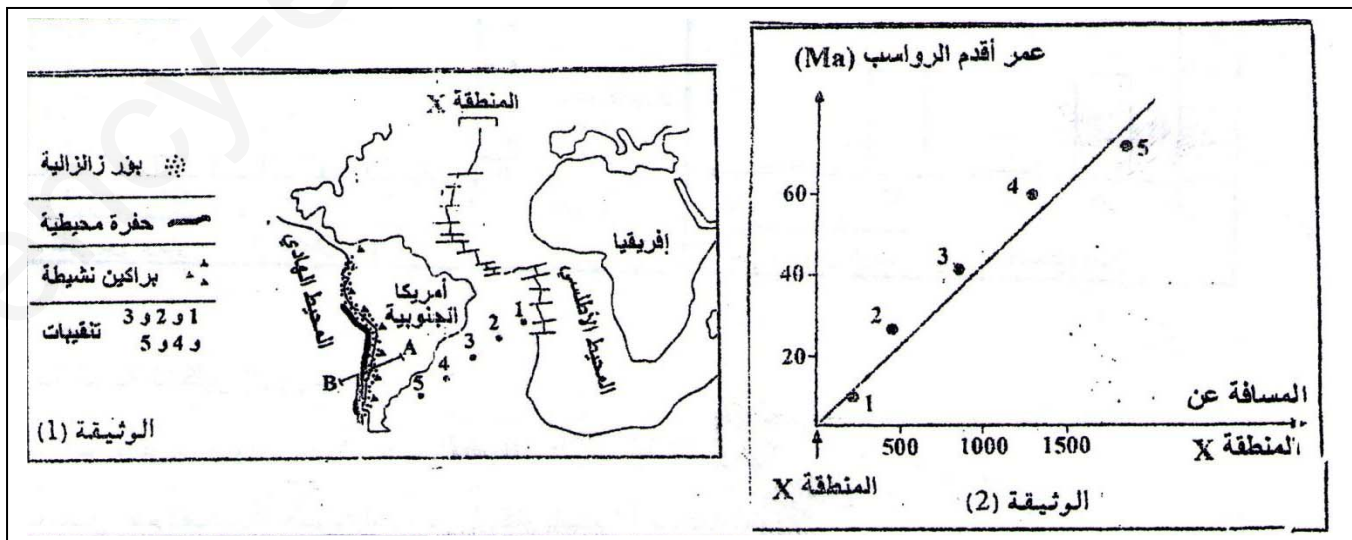 ency-e
المنطقة X
بؤر زلزالية
حفرة محيطية
براكين نشيطة
1 و 2 و 3
و 4 و 5
تنقيبات
المحيط الهادي
أمريكا
الجنوبية
المحيط الأطلسي
إفريقيا
A
B
1
2
3
4
5
الوثيقة (1)
عمر أقدم الرواسب (Ma)
60
40
20
1
2
3
4
5
500 1000 1500
المسافة عن
المنطقة X
المنطقة X
الوثيقة (2)